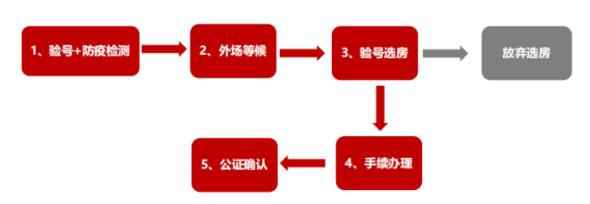 1、验号+防疫检测
2、外场等候
3、验号选房
放弃选房
4、手续办理
5、公证确认